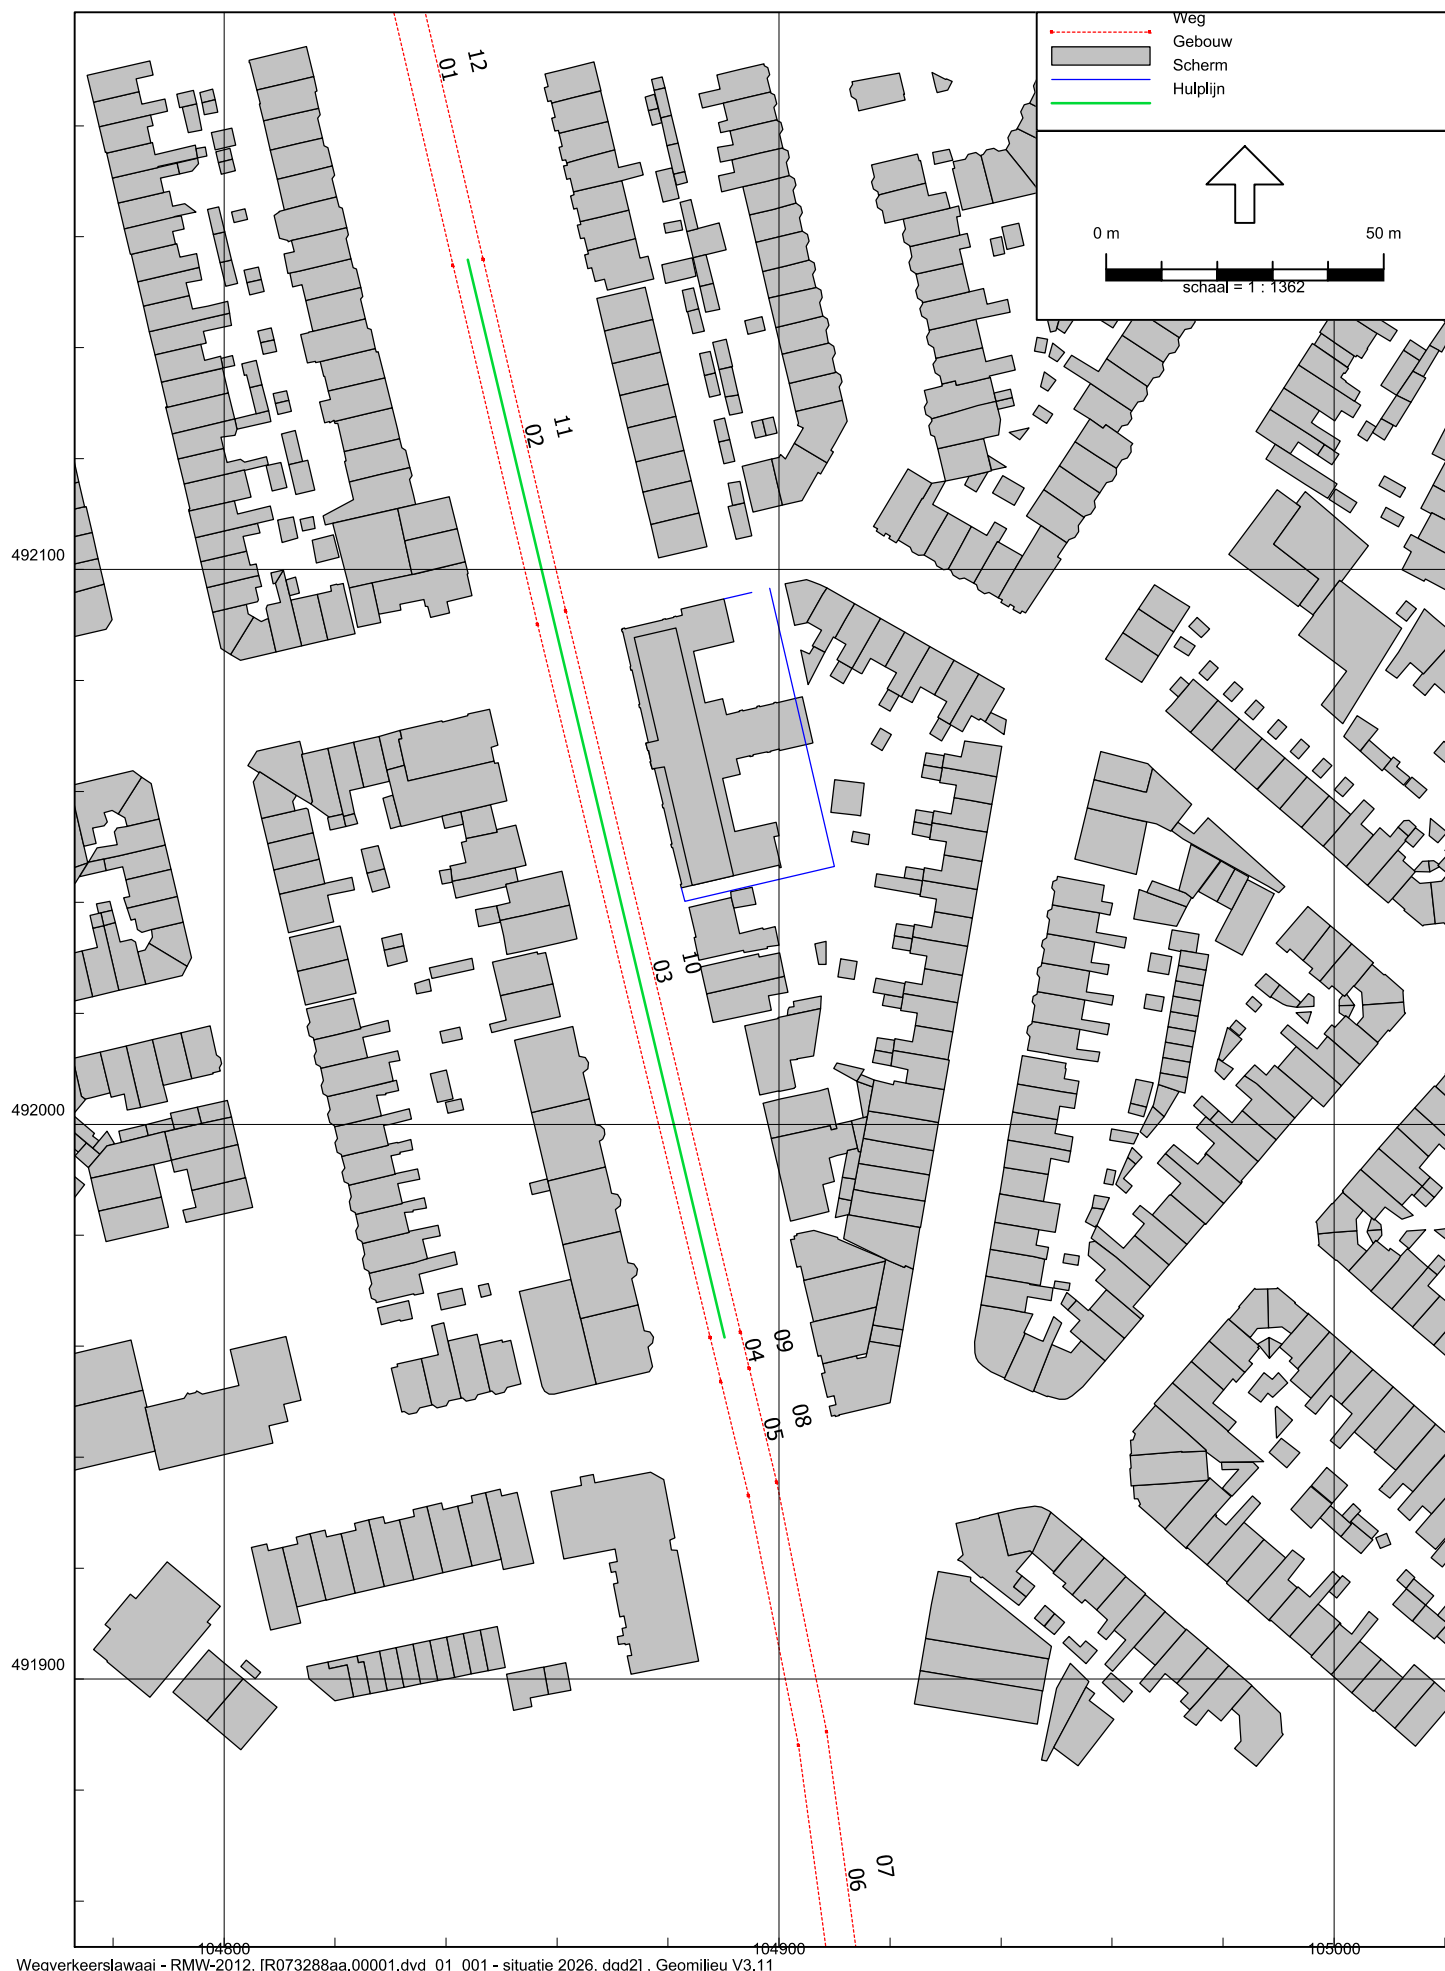 Weg
Gebouw
Scherm
Hulplijn
0 m 50 m
schaal = 1 : 1362
12
01
11
02
492100
10
03
492000
09
04
08
05
491900
07
06
104800 104900 105000
Wegverkeerslawaai - RMW-2012, [R073288aa.00001.dvd_01_001 - situatie 2026, dgd2] , Geomilieu V3.11